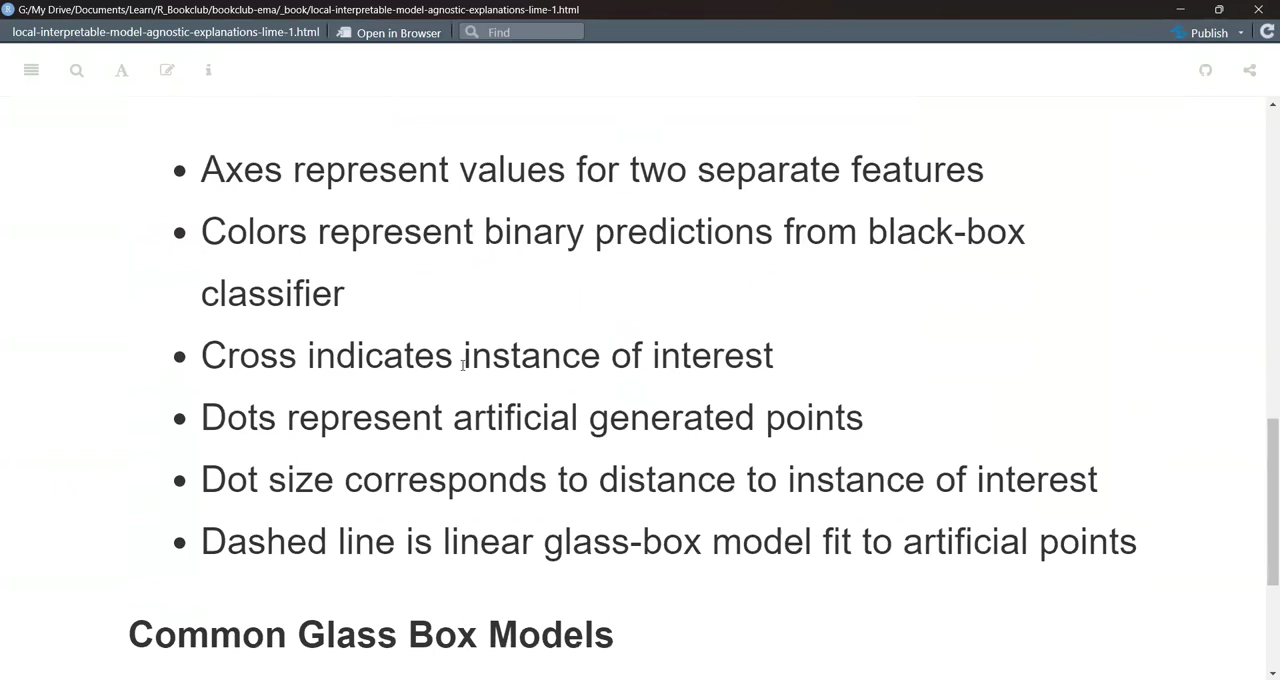 G:/My Drive/Documents/Learn/R_Bookclub/bookclub-ema/_book/local-interpretable-model-agnostic-explanations-lime-1.html
local-interpretable-model-agnostic-explanations-lime-1.html Open in Browser Find Publish
• Axes represent values for two separate features
• Colors represent binary predictions from black-box
classifier
• Cross indicates instance of interest
• Dots represent artificial generated points
• Dot size corresponds to distance to instance of interest
• Dashed line is linear glass-box model fit to artificial points
Common Glass Box Models